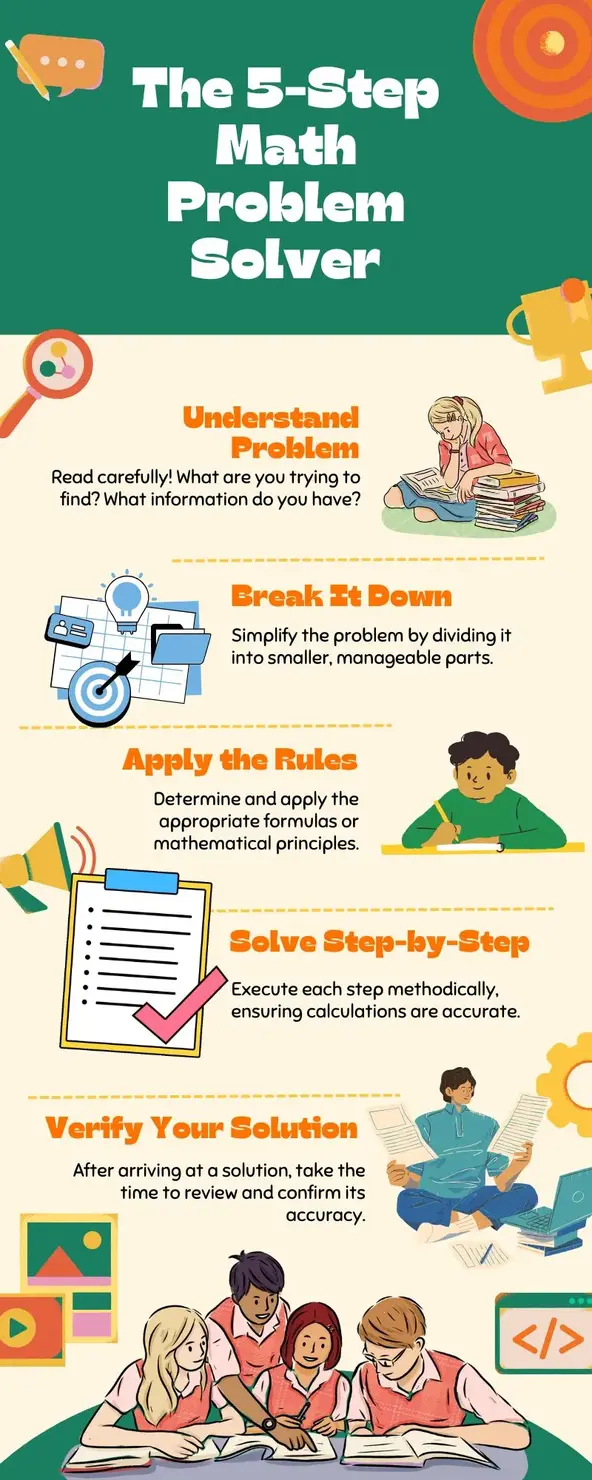 The 5-Step
Math
Problem
Solver
Understand
Problem
Read carefully! What are you trying to
find? What information do you have?
Break It Down
Simplify the problem by dividing it
into smaller, manageable parts.
Apply the Rules
Determine and apply the
appropriate formulas or
mathematical principles.
Solve Step-by-Step
Execute each step methodically,
ensuring calculations are accurate.
Verify Your Solution
After arriving at a solution, take the
time to review and confirm its
accuracy.
</>